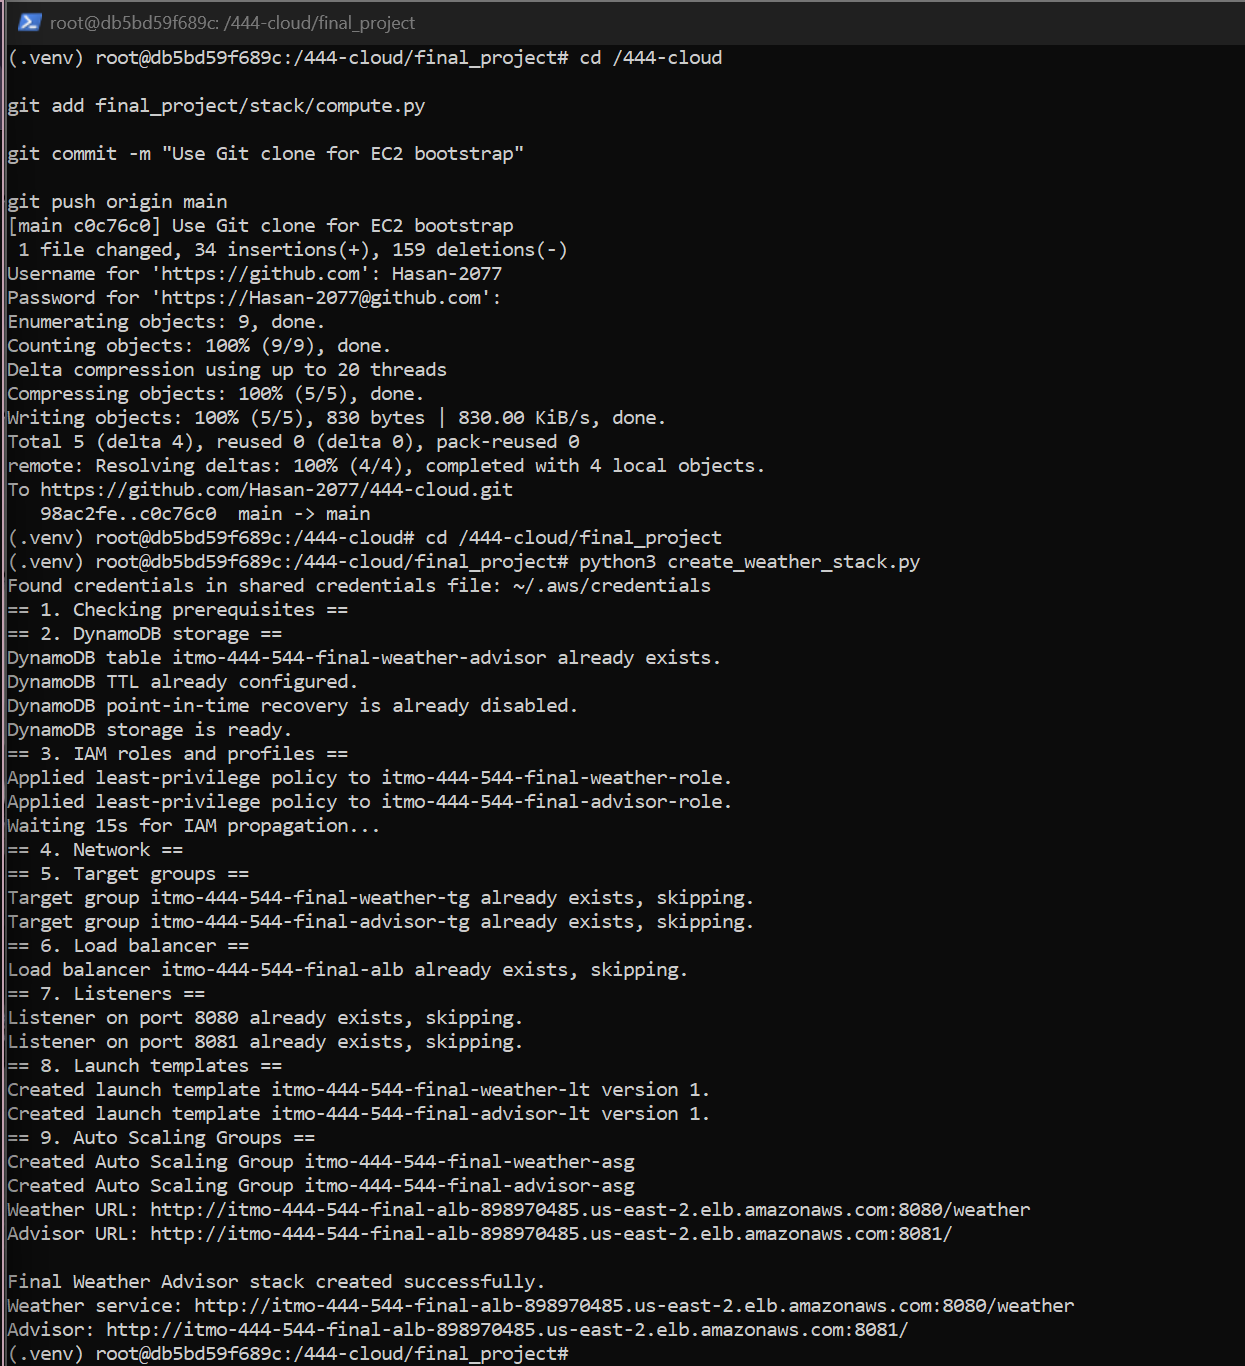 root@db5bd59f689c: /444-cloud/final_project
(.venv) root@db5bd59f689c:/444-cloud/final_project# cd /444-cloud
git add final_project/stack/compute.py
git commit -m "Use Git clone for EC2 bootstrap"
git push origin main
[main c0c76c0] Use Git clone for EC2 bootstrap
 1 file changed, 34 insertions(+), 159 deletions(-)
Username for 'https://github.com': Hasan-2077
Password for 'https://Hasan-2077@github.com':
Enumerating objects: 9, done.
Counting objects: 100% (9/9), done.
Delta compression using up to 20 threads
Compressing objects: 100% (5/5), done.
Writing objects: 100% (5/5), 830 bytes | 830.00 KiB/s, done.
Total 5 (delta 4), reused 0 (delta 0), pack-reused 0
remote: Resolving deltas: 100% (4/4), completed with 4 local objects.
To https://github.com/Hasan-2077/444-cloud.git
   98ac2fe..c0c76c0  main -> main
(.venv) root@db5bd59f689c:/444-cloud# cd /444-cloud/final_project
(.venv) root@db5bd59f689c:/444-cloud/final_project# python3 create_weather_stack.py
Found credentials in shared credentials file: ~/.aws/credentials
== 1. Checking prerequisites ==
== 2. DynamoDB storage ==
DynamoDB table itmo-444-544-final-weather-advisor already exists.
DynamoDB TTL already configured.
DynamoDB point-in-time recovery is already disabled.
DynamoDB storage is ready.
== 3. IAM roles and profiles ==
Applied least-privilege policy to itmo-444-544-final-weather-role.
Applied least-privilege policy to itmo-444-544-final-advisor-role.
Waiting 15s for IAM propagation...
== 4. Network ==
== 5. Target groups ==
Target group itmo-444-544-final-weather-tg already exists, skipping.
Target group itmo-444-544-final-advisor-tg already exists, skipping.
== 6. Load balancer ==
Load balancer itmo-444-544-final-alb already exists, skipping.
== 7. Listeners ==
Listener on port 8080 already exists, skipping.
Listener on port 8081 already exists, skipping.
== 8. Launch templates ==
Created launch template itmo-444-544-final-weather-lt version 1.
Created launch template itmo-444-544-final-advisor-lt version 1.
== 9. Auto Scaling Groups ==
Created Auto Scaling Group itmo-444-544-final-weather-asg
Created Auto Scaling Group itmo-444-544-final-advisor-asg
Weather URL: http://itmo-444-544-final-alb-898970485.us-east-2.elb.amazonaws.com:8080/weather
Advisor URL: http://itmo-444-544-final-alb-898970485.us-east-2.elb.amazonaws.com:8081/
Final Weather Advisor stack created successfully.
Weather service: http://itmo-444-544-final-alb-898970485.us-east-2.elb.amazonaws.com:8080/weather
Advisor: http://itmo-444-544-final-alb-898970485.us-east-2.elb.amazonaws.com:8081/
(.venv) root@db5bd59f689c:/444-cloud/final_project#